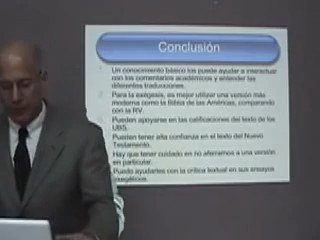 Conclusión
Un conocimiento básico los puede ayudar a interactuar
con los comentarios académicos y entender las
diferentes traducciones.
Para la exégesis, es mejor utilizar una versión más
moderna como la Biblia de las Américas, comparando
con la RV.
Pueden apoyarse en las calificaciones del texto de los
UBS.
Pueden tener alta confianza en el texto del Nuevo
Testamento.
Hay que tener cuidado en no aferrarnos a una versión
en particular.
Puedo ayudarles con la crítica textual en sus ensayos
exegéticos.